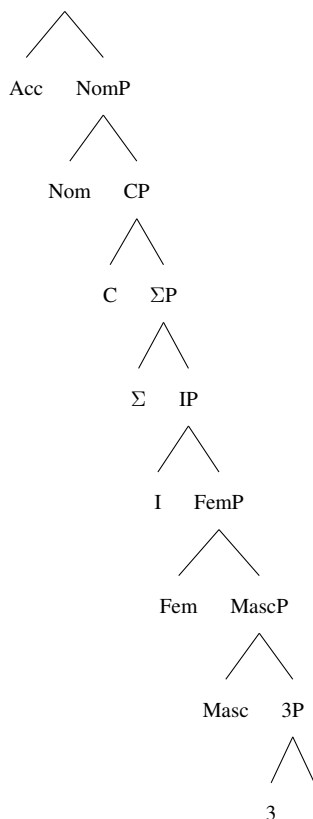 Acc NomP
Nom CP
C ΣP
Σ IP
I FemP
Fem MascP
Masc 3P
3